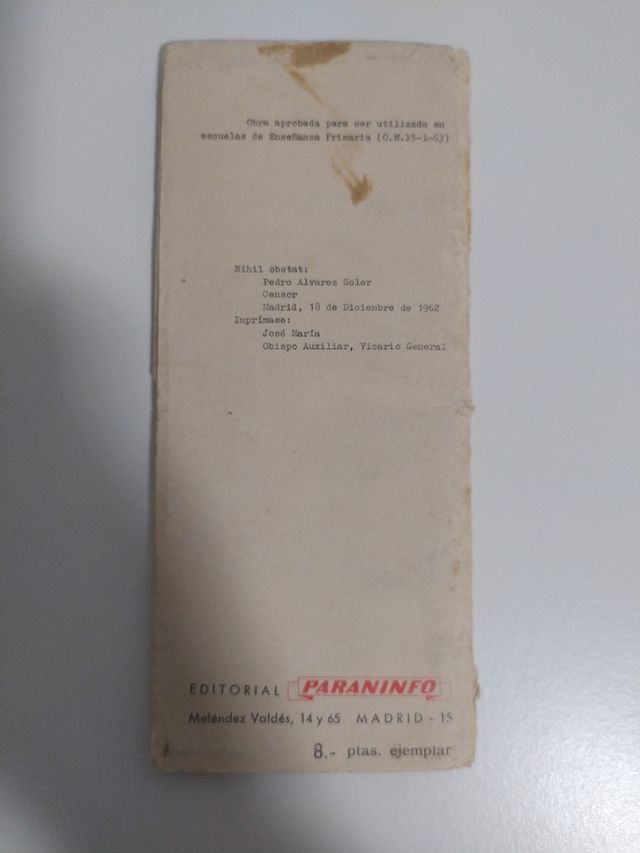 Obra aprobada para ser utilizada en
escuelas de Enseñanza Primaria (O.M.15-1-63)
Nihil obstat:
Pedro Alvarez Soler
Censor
Madrid, 18 de Diciembre de 1962
Imprímase:
José María
Obispo Auxiliar, Vicario General
EDITORIAL PARANINFO
Meléndez Valdés, 14 y 65 MADRID - 15
8.- ptas. ejemplar